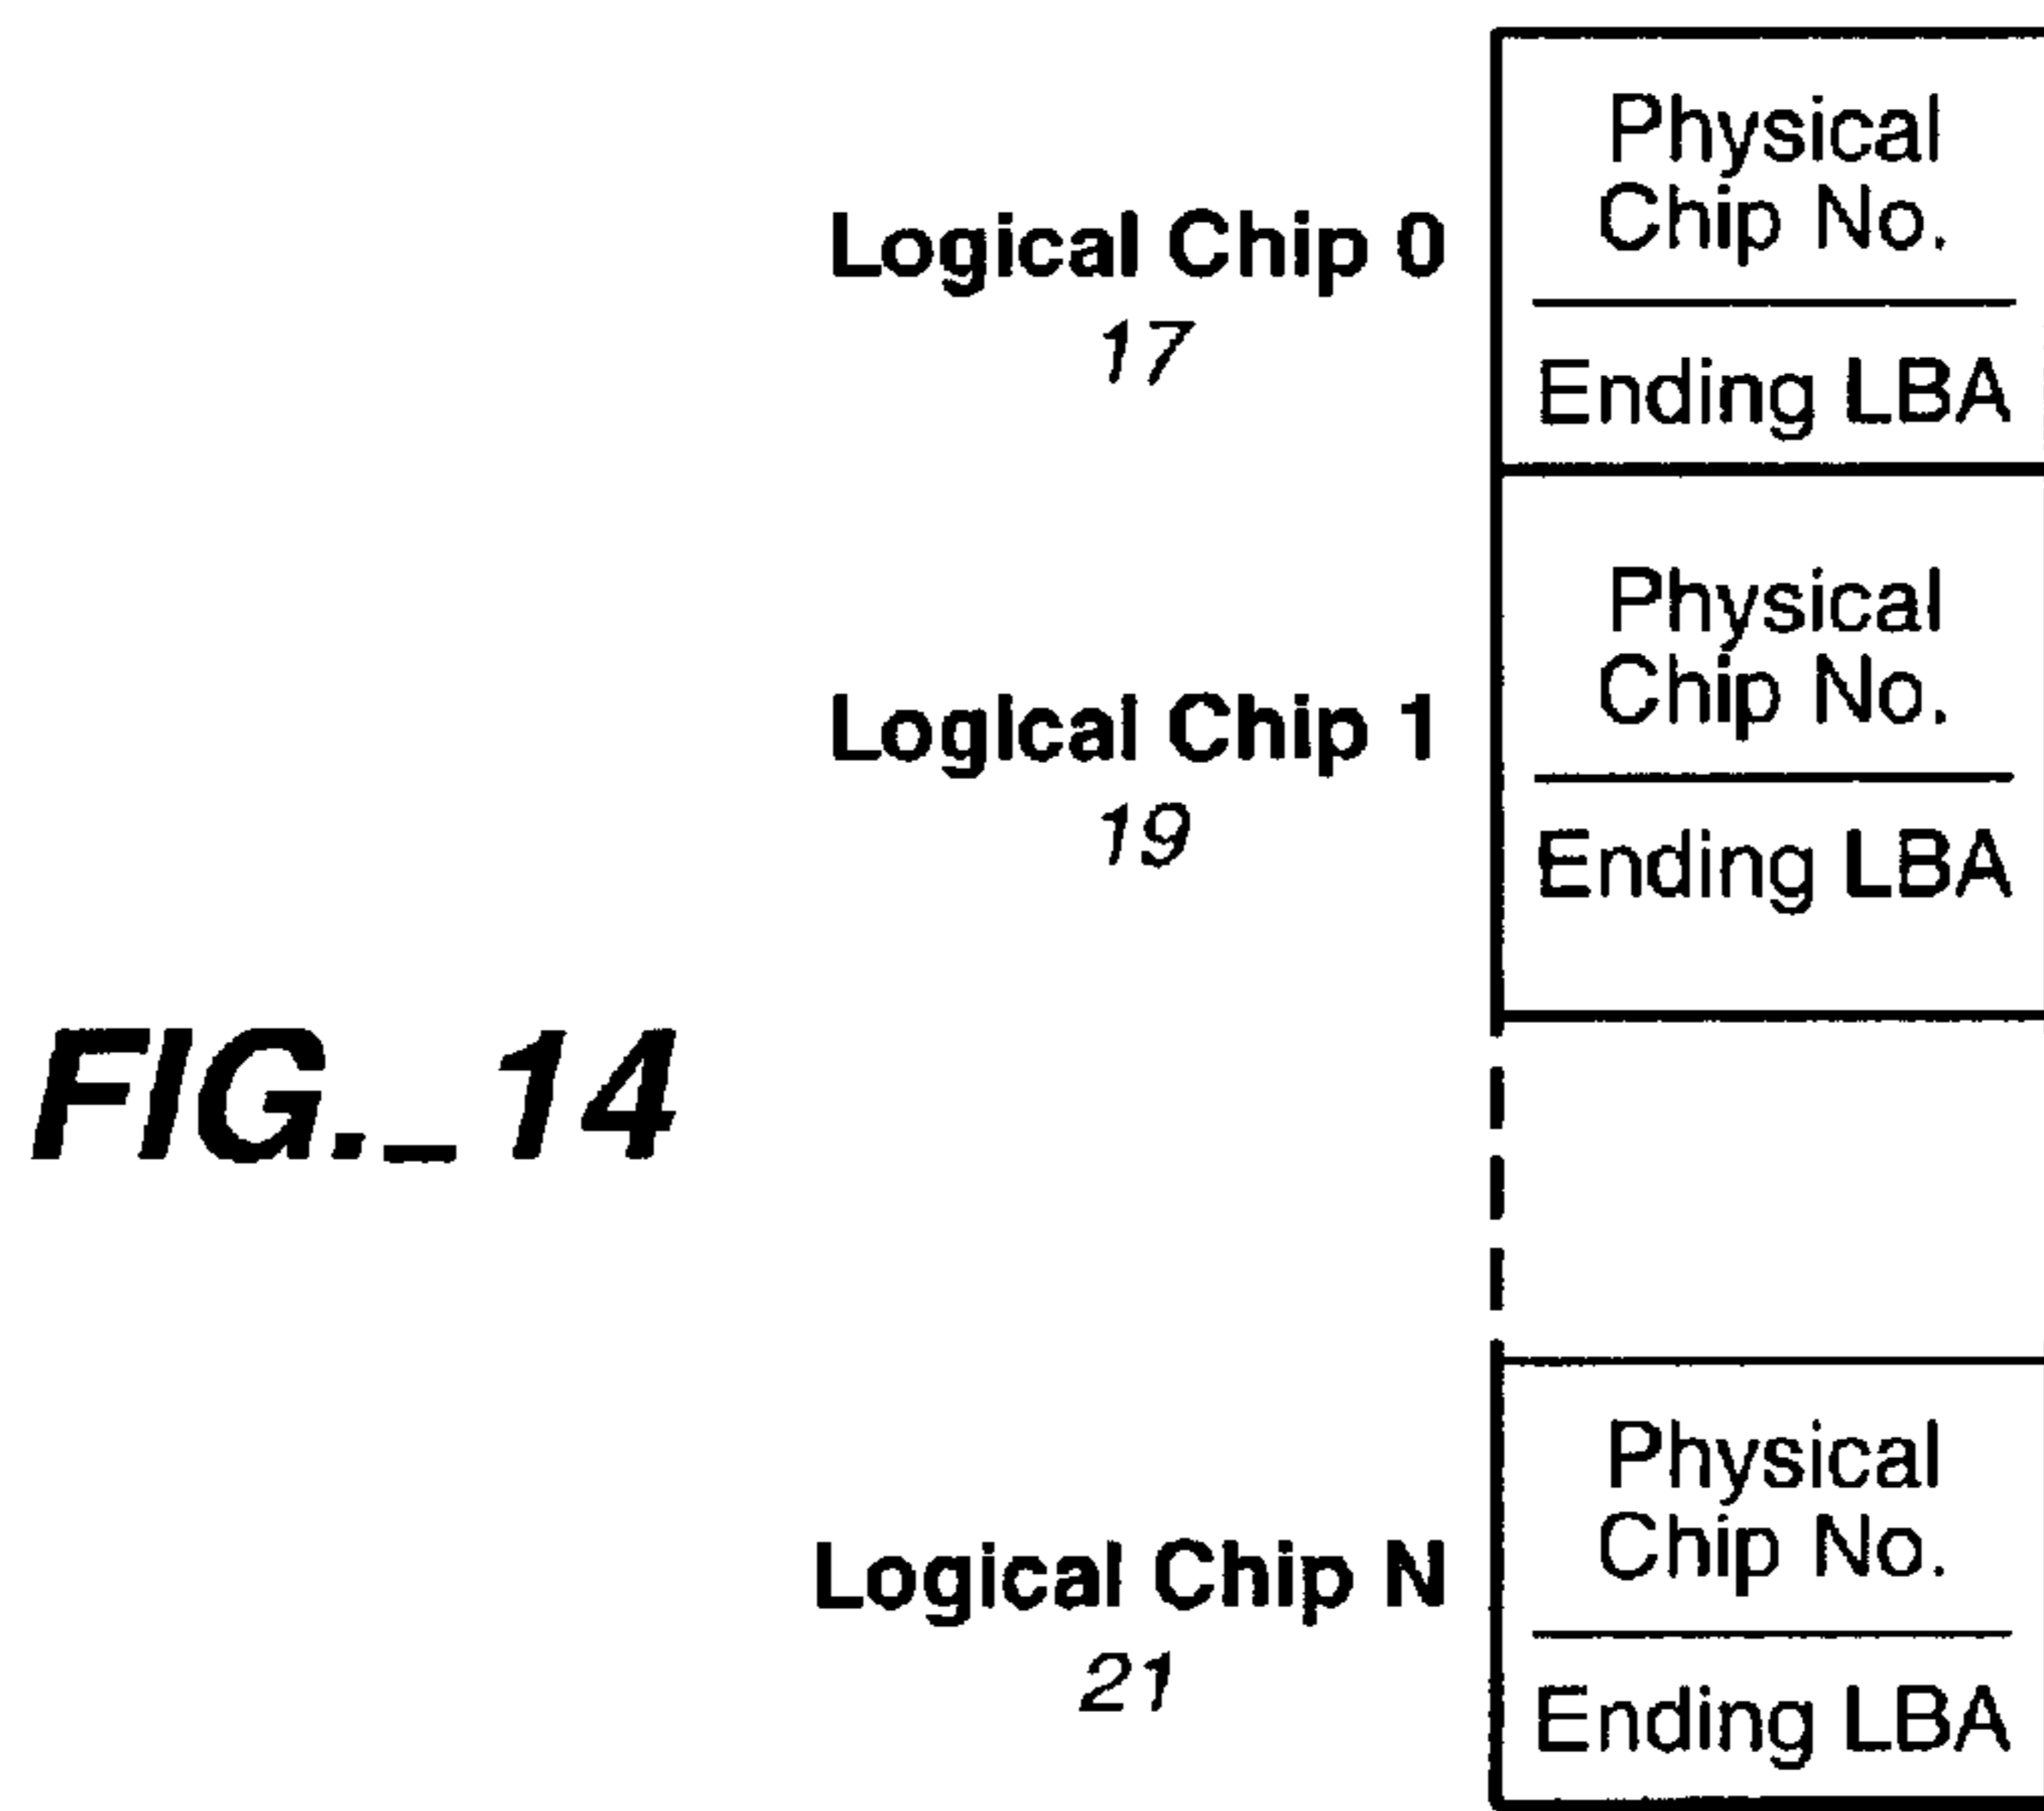 Physical
Chip No.
Logical Chip 0
17
Ending LBA
Physical
Chip No.
Logical Chip 1
19
Ending LBA
FIG._14
Physical
Chip No.
Logical Chip N
21
Ending LBA